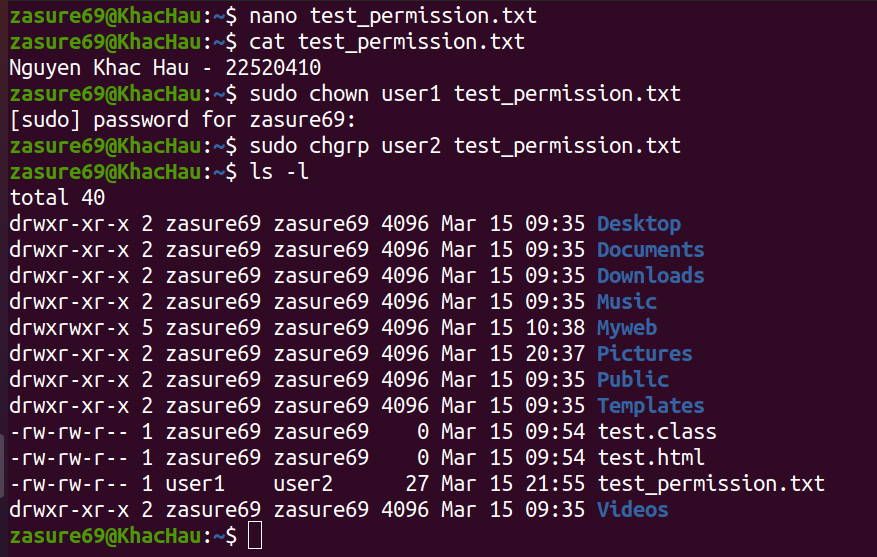 zasure69@KhacHau:~$ nano test_permission.txt
zasure69@KhacHau:~$ cat test_permission.txt
Nguyen Khac Hau - 22520410
zasure69@KhacHau:~$ sudo chown user1 test_permission.txt
[sudo] password for zasure69:
zasure69@KhacHau:~$ sudo chgrp user2 test_permission.txt
zasure69@KhacHau:~$ ls -l
total 40
drwxr-xr-x 2 zasure69 zasure69 4096 Mar 15 09:35 Desktop
drwxr-xr-x 2 zasure69 zasure69 4096 Mar 15 09:35 Documents
drwxr-xr-x 2 zasure69 zasure69 4096 Mar 15 09:35 Downloads
drwxr-xr-x 2 zasure69 zasure69 4096 Mar 15 09:35 Music
drwxrwxr-x 5 zasure69 zasure69 4096 Mar 15 10:38 Myweb
drwxr-xr-x 2 zasure69 zasure69 4096 Mar 15 20:37 Pictures
drwxr-xr-x 2 zasure69 zasure69 4096 Mar 15 09:35 Public
drwxr-xr-x 2 zasure69 zasure69 4096 Mar 15 09:35 Templates
-rw-rw-r-- 1 zasure69 zasure69    0 Mar 15 09:54 test.class
-rw-rw-r-- 1 zasure69 zasure69    0 Mar 15 09:54 test.html
-rw-rw-r-- 1 user1    user2      27 Mar 15 21:55 test_permission.txt
drwxr-xr-x 2 zasure69 zasure69 4096 Mar 15 09:35 Videos
zasure69@KhacHau:~$